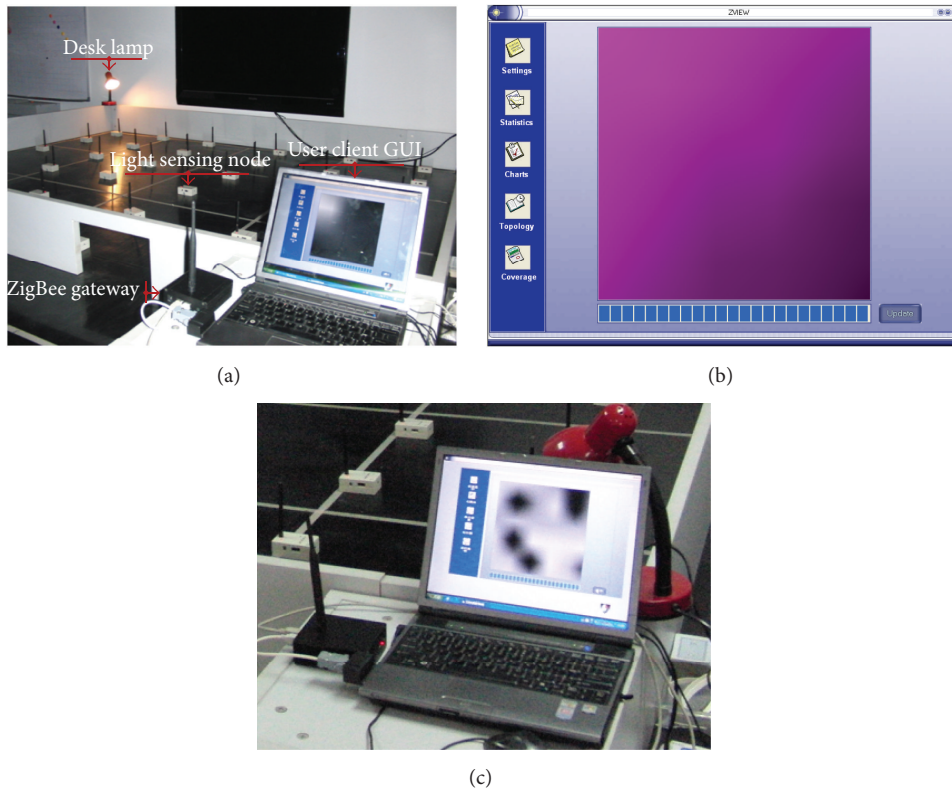 Desk lamp
Light sensing node
User client GUI
ZigBee gateway
(a)
ZVIEW
Settings
Statistics
Charts
Topology
Coverage
Update
(b)
(c)